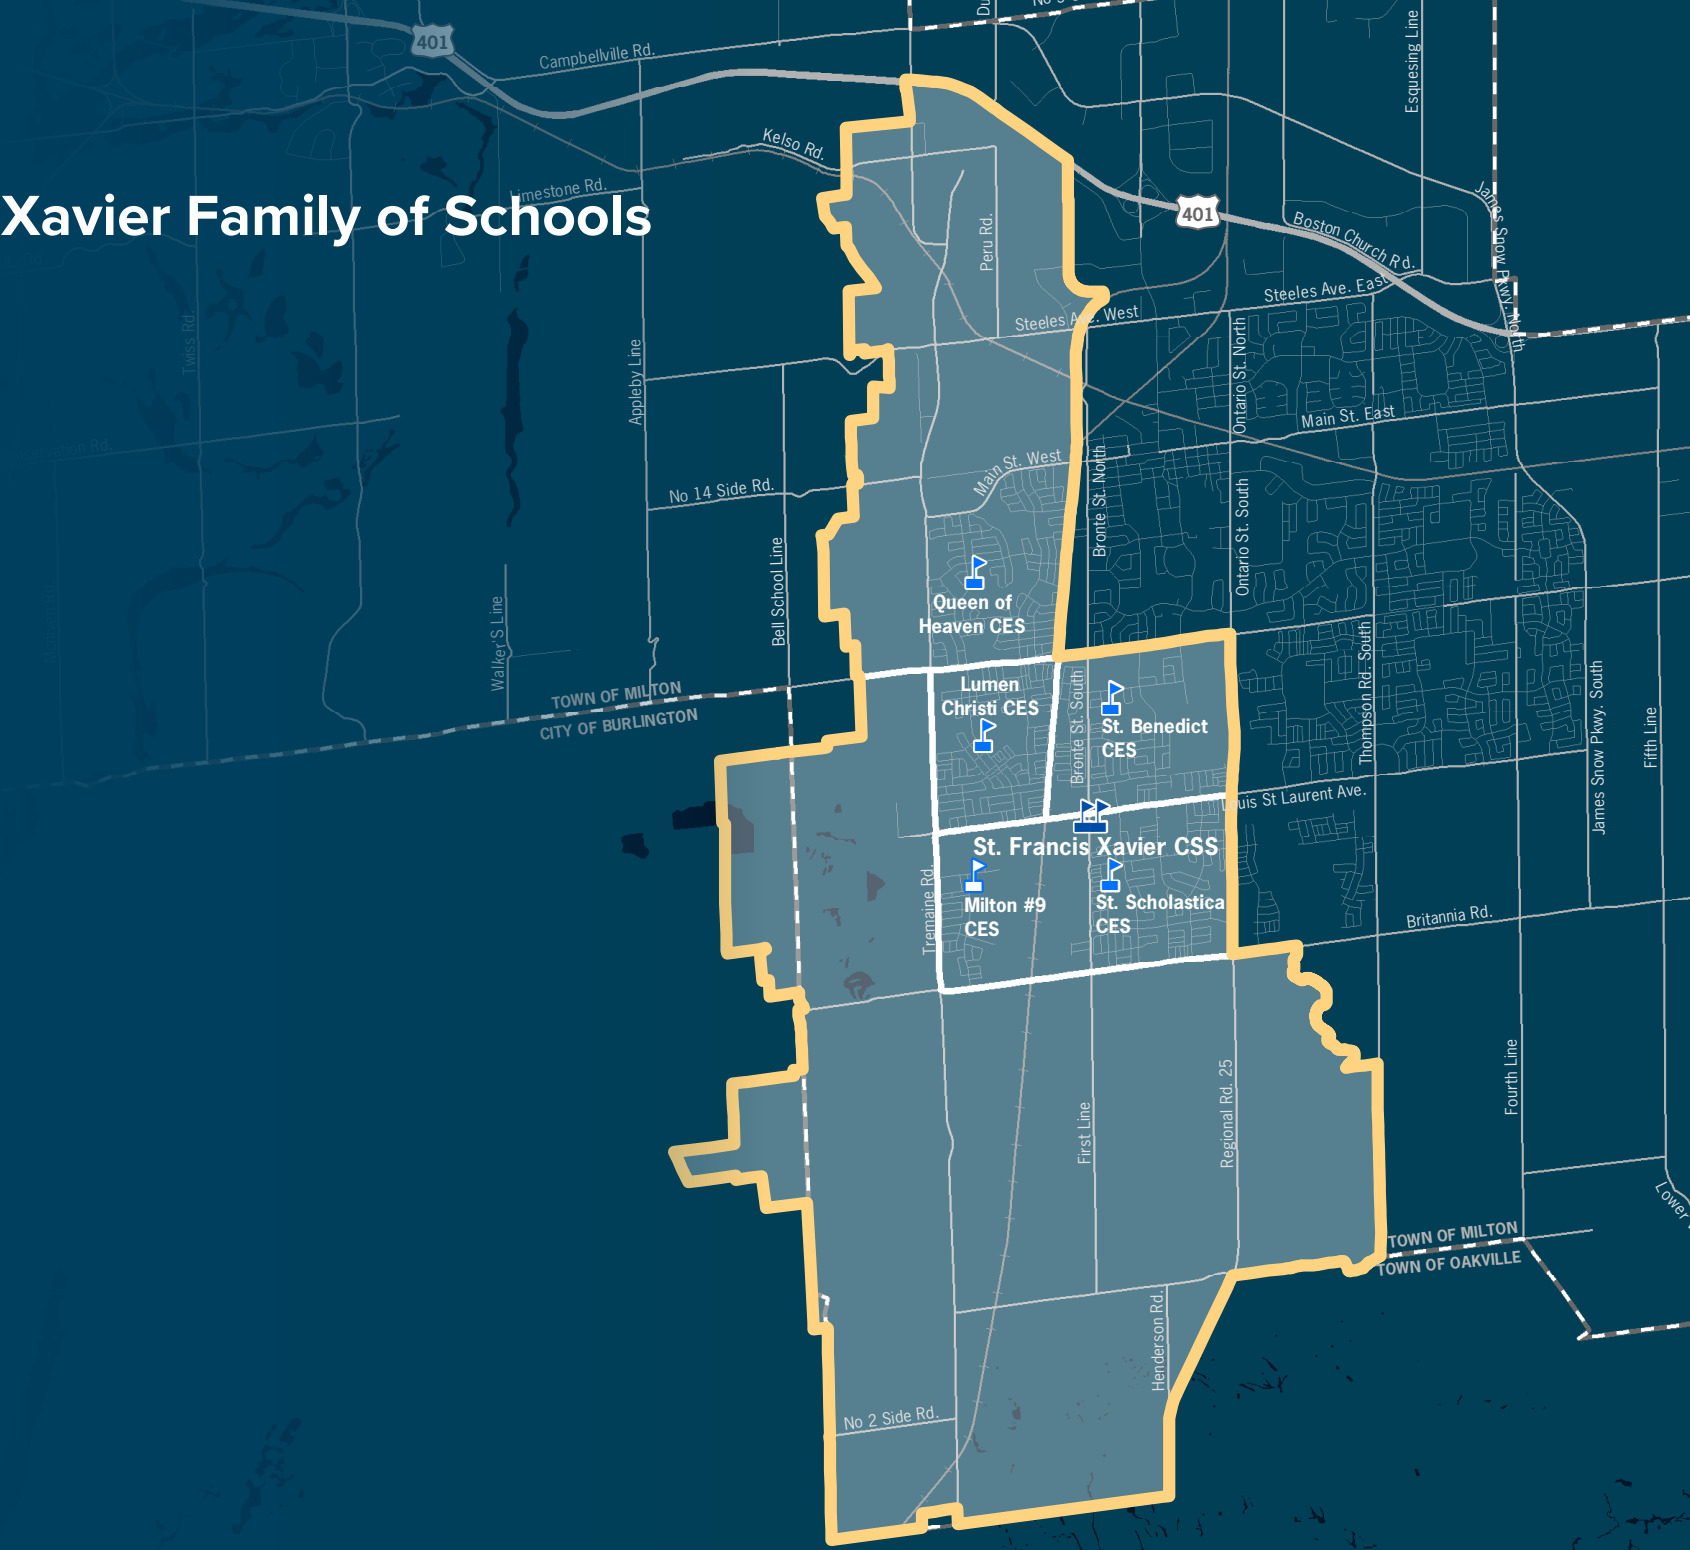 401
Campbellville Rd.
Esquesing Line
Kelso Rd.
Limestone Rd.
Xavier Family of Schools
401
James Snow Pkwy. North
Boston Church Rd.
Peru Rd.
Steeles Ave. East
Steeles Ave. West
Twiss Rd.
Appleby Line
Ontario St. North
Main St. East
Main St. West
No 14 Side Rd.
Bronte St. North
Ontario St. South
Bell School Line
Walker'S Line
Queen of
Heaven CES
Thompson Rd. South
James Snow Pkwy. South
Fifth Line
TOWN OF MILTON
CITY OF BURLINGTON
Lumen
Christi CES
Bronte St. South
St. Benedict
CES
Louis St Laurent Ave.
St. Francis Xavier CSS
Tremaine Rd.
Milton #9
CES
St. Scholastica
CES
Britannia Rd.
First Line
Regional Rd. 25
Fourth Line
Lower
TOWN OF MILTON
TOWN OF OAKVILLE
Henderson Rd.
No 2 Side Rd.